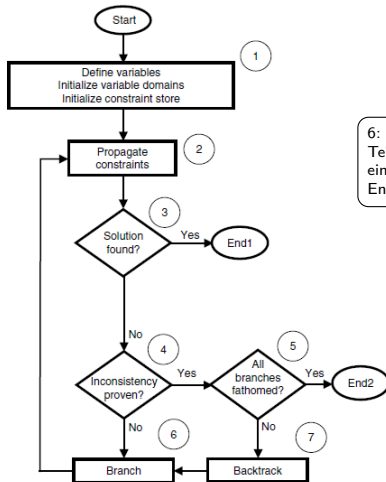 Start
1
Define variables
Initialize variable domains
Initialize constraint store
Propagate
constraints
2
3
Solution
found?
Yes
End1
No
4
Inconsistency
proven?
Yes
5
All
branches
fathomed?
Yes
End2
No
No
6
7
Branch
Backtrack
6:
Te
ein
En